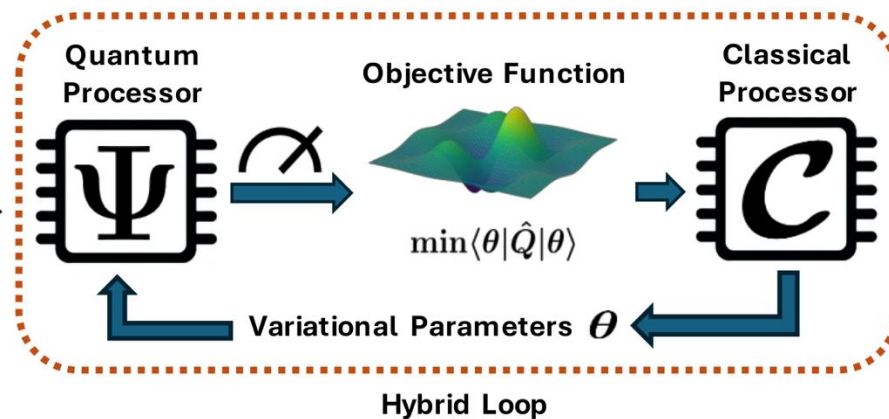 Quantum
Processor
Ψ
Objective Function
min⟨θ|Q̂|θ⟩
Classical
Processor
C
Variational Parameters θ
Hybrid Loop